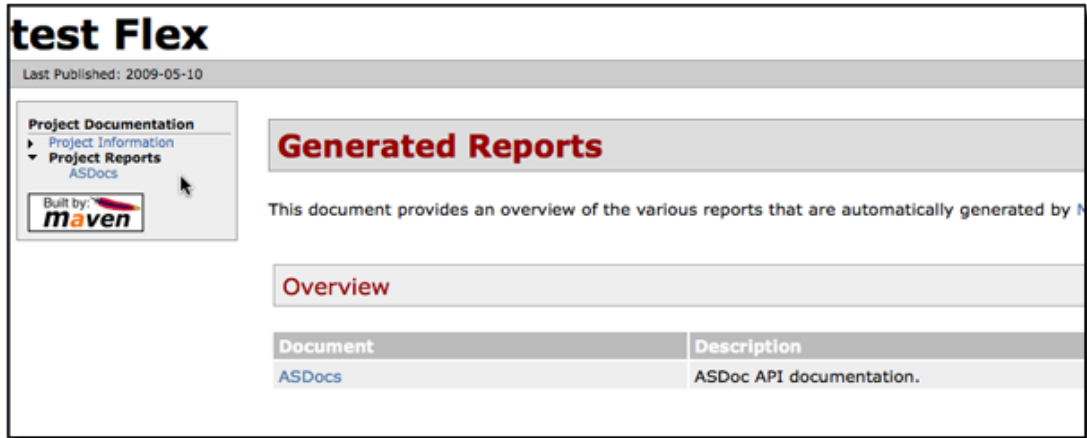 test Flex
Last Published: 2009-05-10
Project Documentation
Project Information
Project Reports
ASDocs
Built by:
maven
Generated Reports
This document provides an overview of the various reports that are automatically generated by
Overview
Document Description
ASDocs ASDoc API documentation.